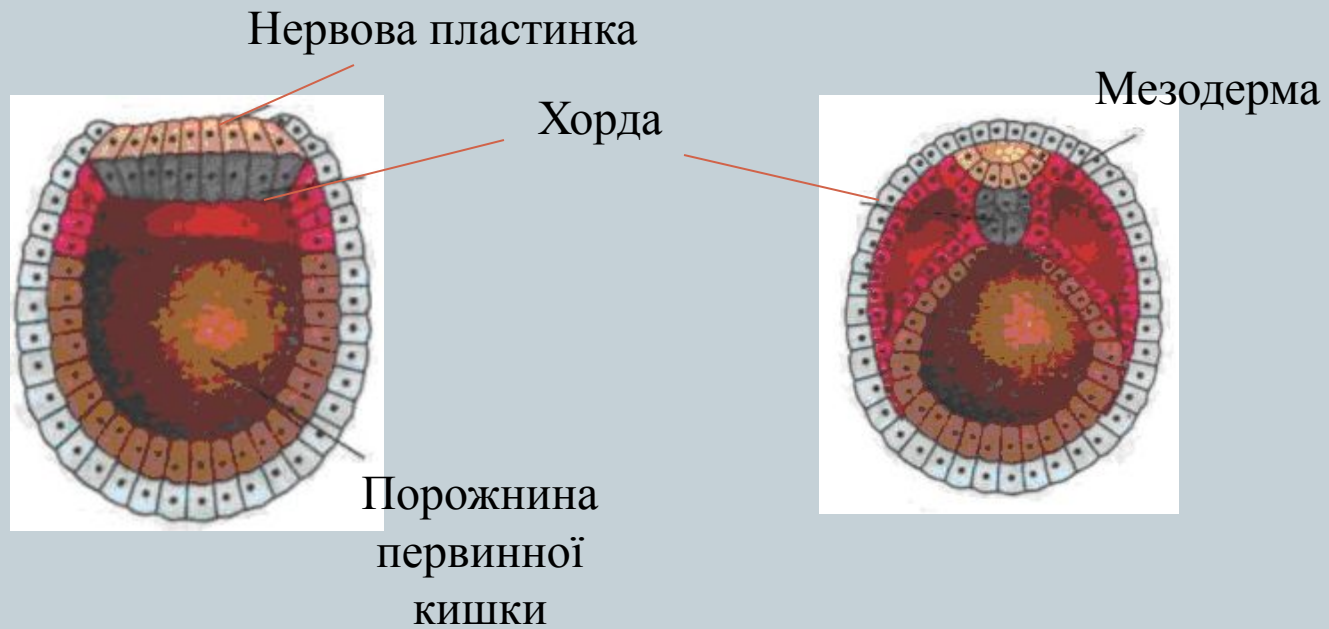 Нервова пластинка
Хорда
Мезодерма
Порожнина
первинної
кишки